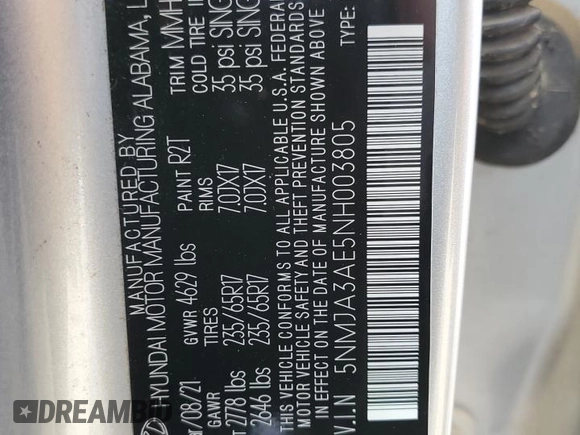 MANUFACTURED BY
HYUNDAI MOTOR MANUFACTURING ALABAMA, L
/08/21 GVWR 4629 lbs PAINT R2T TRIM MMH
GAWR TIRES RIMS COLD TIRE
2778 lbs 235/65R17 7.0JX17 35 psi SING
2646 lbs 235/65R17 7.0JX17 35 psi SING
THIS VEHICLE CONFORMS TO ALL APPLICABLE U.S.A. FEDERAL
MOTOR VEHICLE SAFETY AND THEFT PREVENTION STANDARDS
IN EFFECT ON THE DATE OF MANUFACTURE SHOWN ABOVE
V.I.N 5NMJA3AE5NH003805 TYPE:
DID I OVERPAY.COM